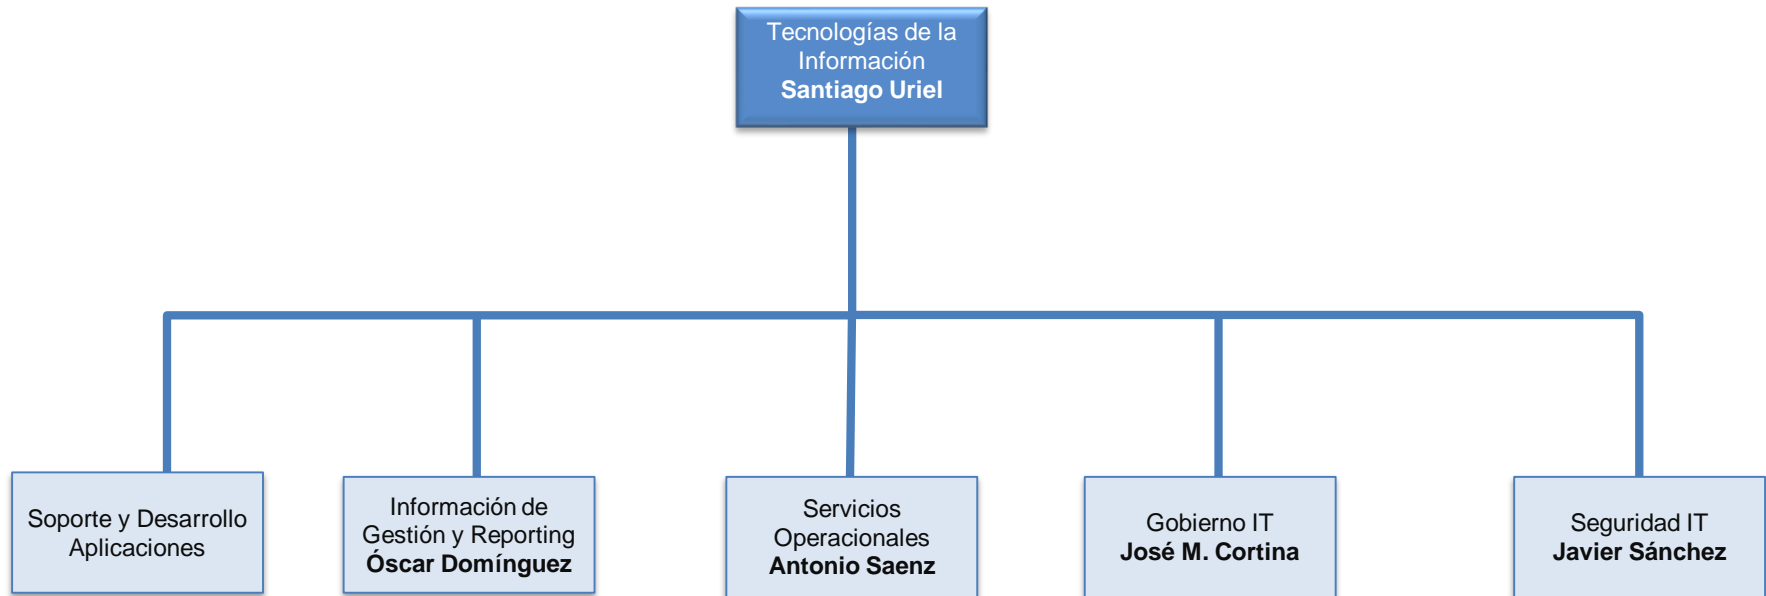 Tecnologías de la
Información
Santiago Uriel
Soporte y Desarrollo
Aplicaciones
Información de
Gestión y Reporting
Óscar Domínguez
Servicios
Operacionales
Antonio Saenz
Gobierno IT
José M. Cortina
Seguridad IT
Javier Sánchez